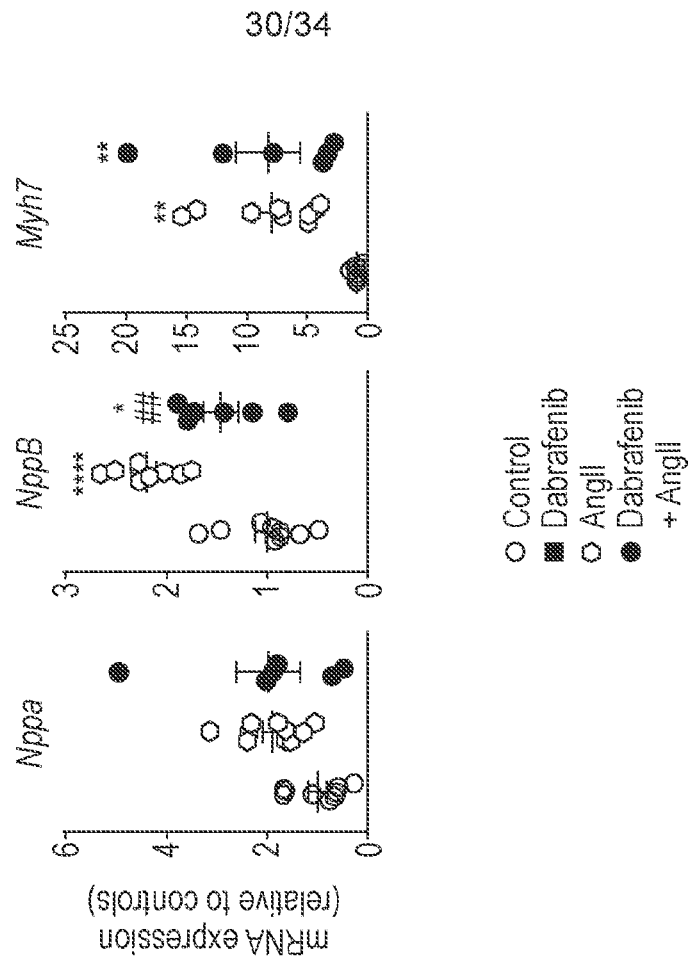 30/34
mRNA expression
(relative to controls)
Nppa
6
4
2
0
NppB
****
*
##
3
2
1
0
Myh7
**
**
25
20
15
10
5
0
Control
Dabrafenib
AngII
Dabrafenib
+ AngII